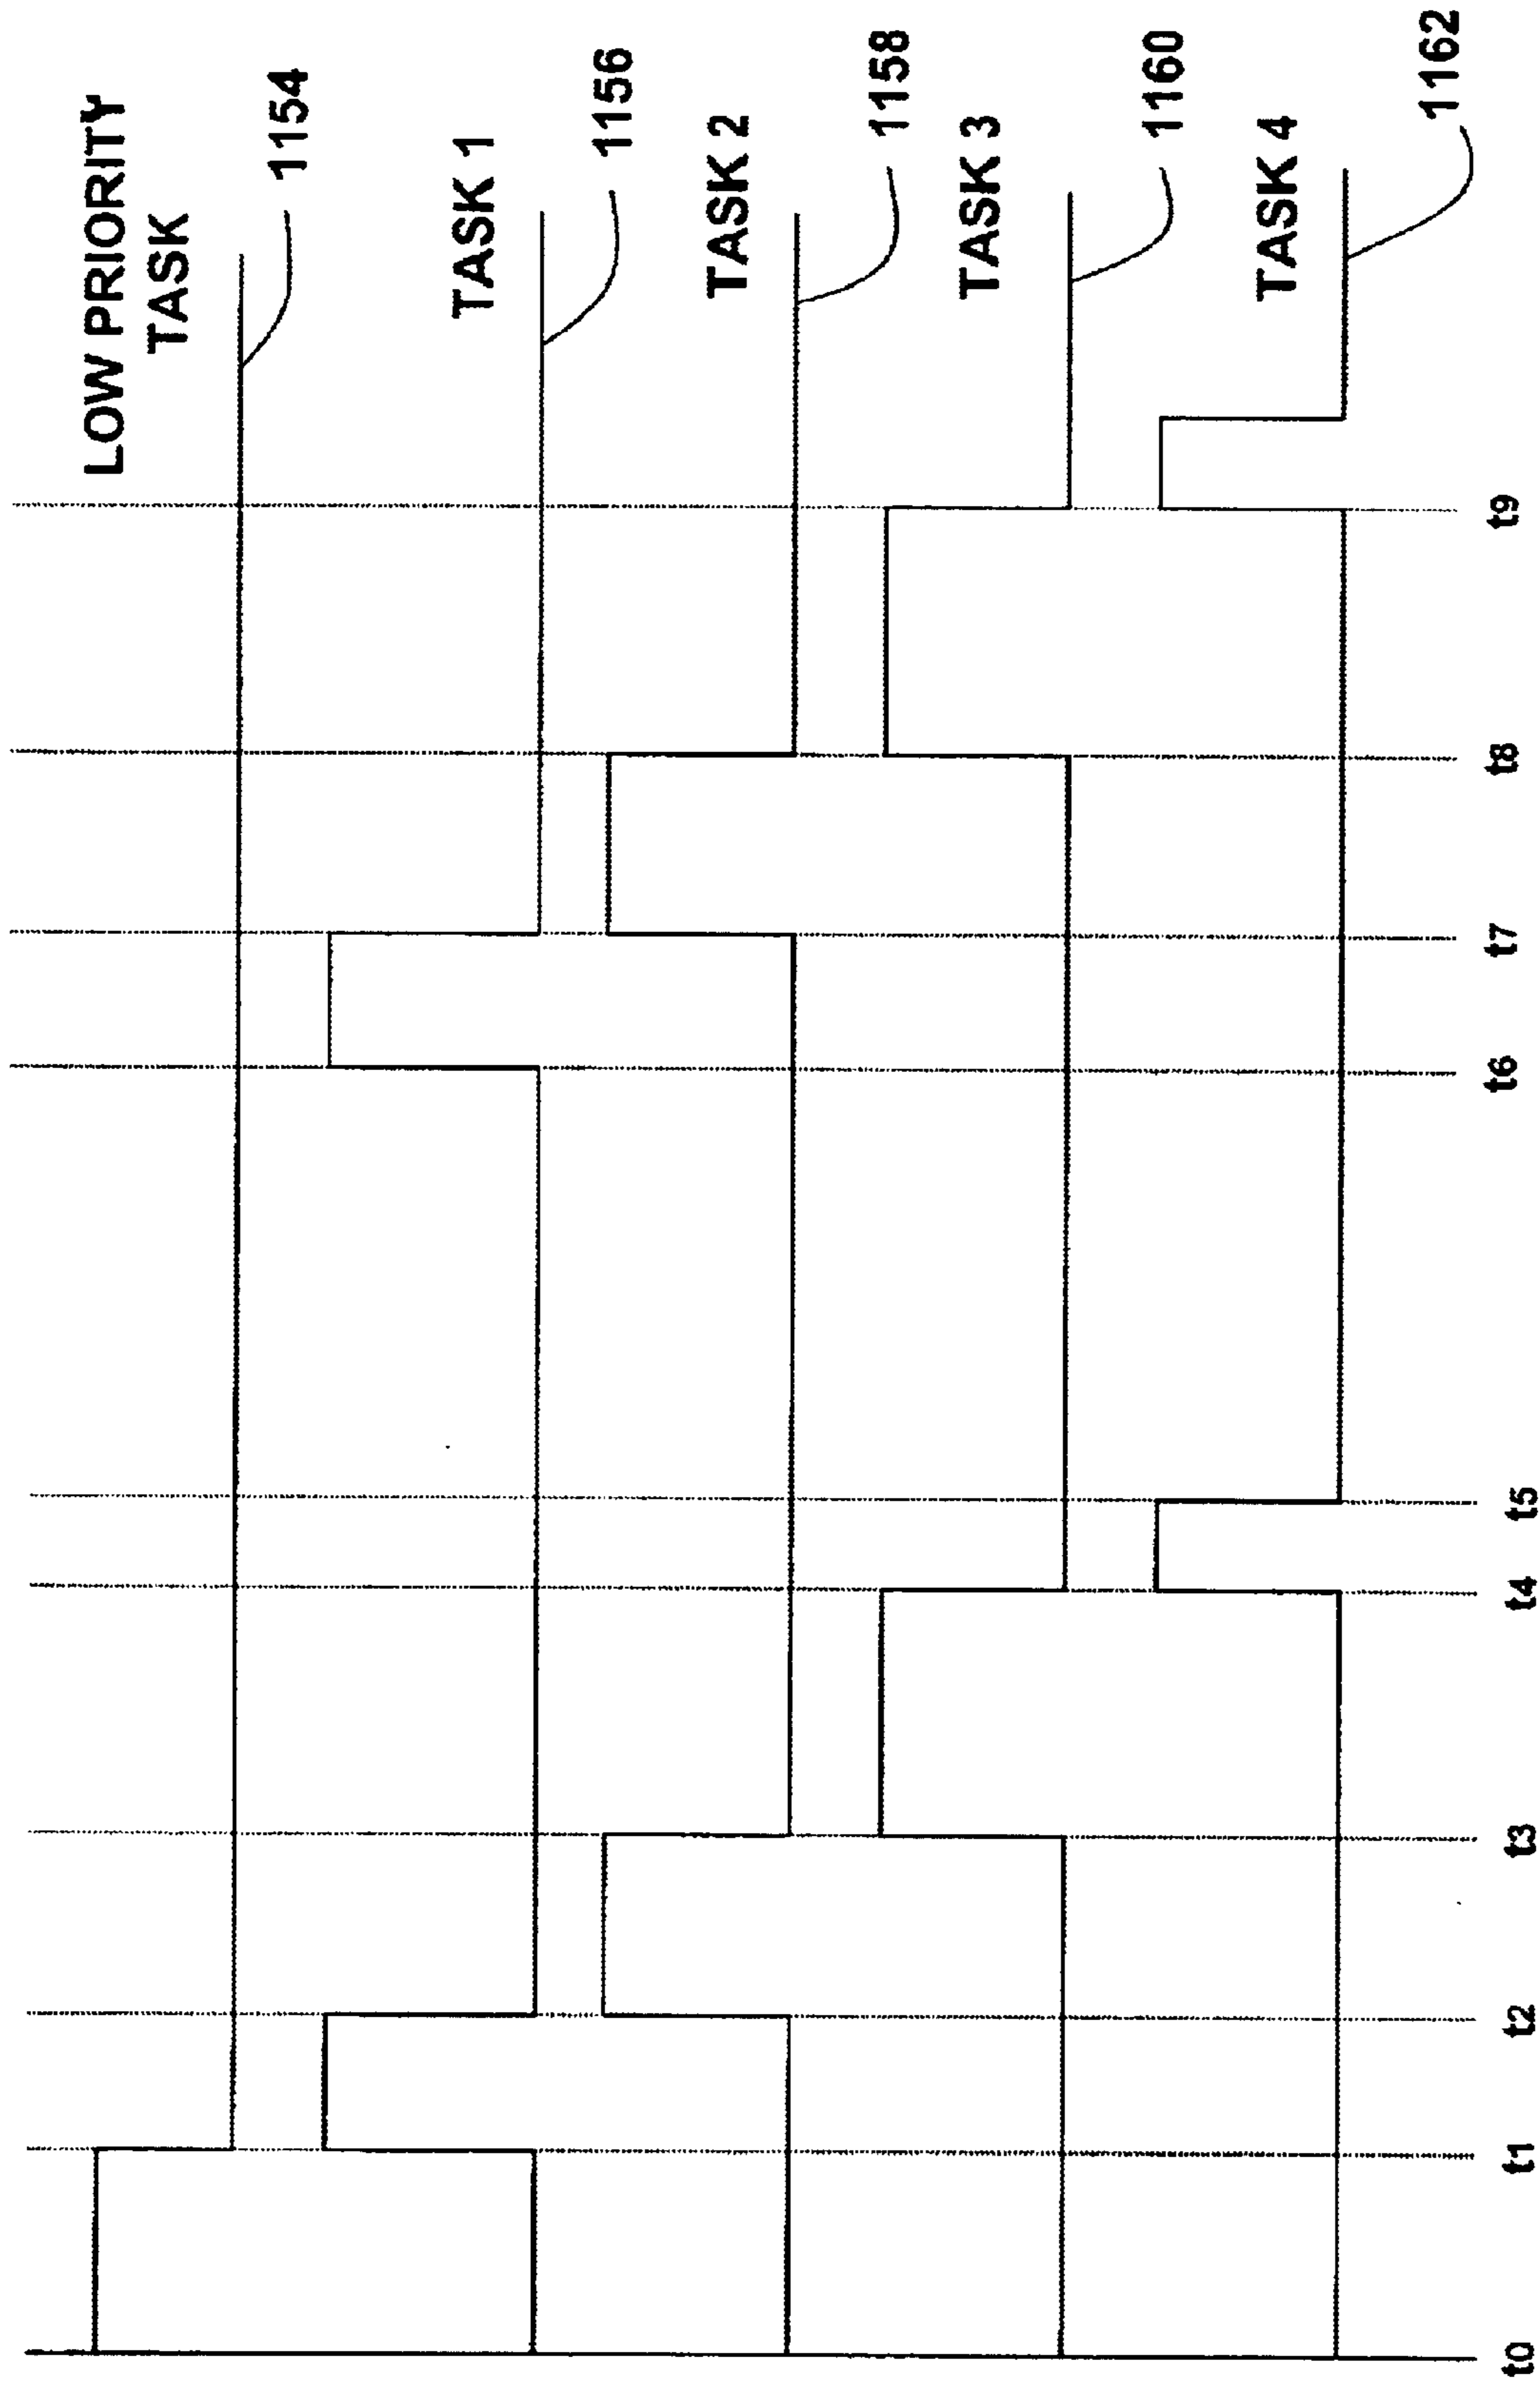 LOW PRIORITY
TASK
1154
TASK 1
1156
TASK 2
1158
TASK 3
1160
TASK 4
1162
t0
t1
t2
t3
t4
t5
t6
t7
t8
t9